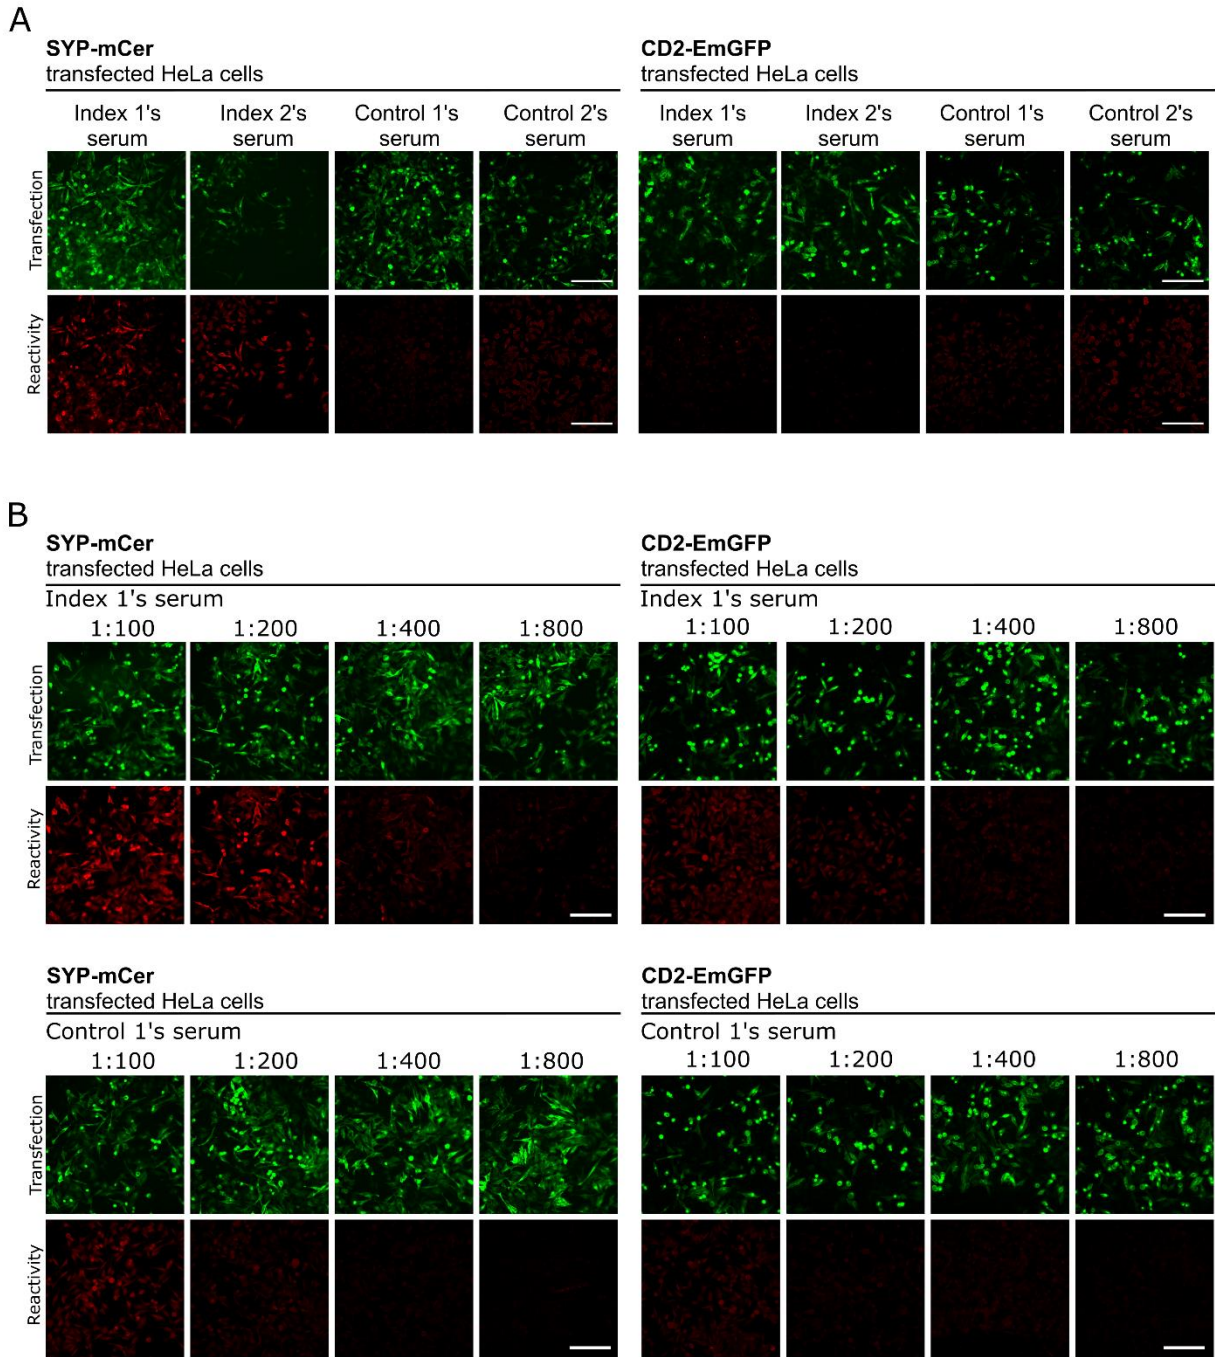 A
SYP-mCer
transfected HeLa cells
Index 1's serum
Index 2's serum
Control 1's serum
Control 2's serum
CD2-EmGFP
transfected HeLa cells
Index 1's serum
Index 2's serum
Control 1's serum
Control 2's serum
Transfection
Reactivity
B
SYP-mCer
transfected HeLa cells
Index 1's serum
1:100 1:200 1:400 1:800
CD2-EmGFP
transfected HeLa cells
Index 1's serum
1:100 1:200 1:400 1:800
Transfection
Reactivity
SYP-mCer
transfected HeLa cells
Control 1's serum
1:100 1:200 1:400 1:800
CD2-EmGFP
transfected HeLa cells
Control 1's serum
1:100 1:200 1:400 1:800
Transfection
Reactivity